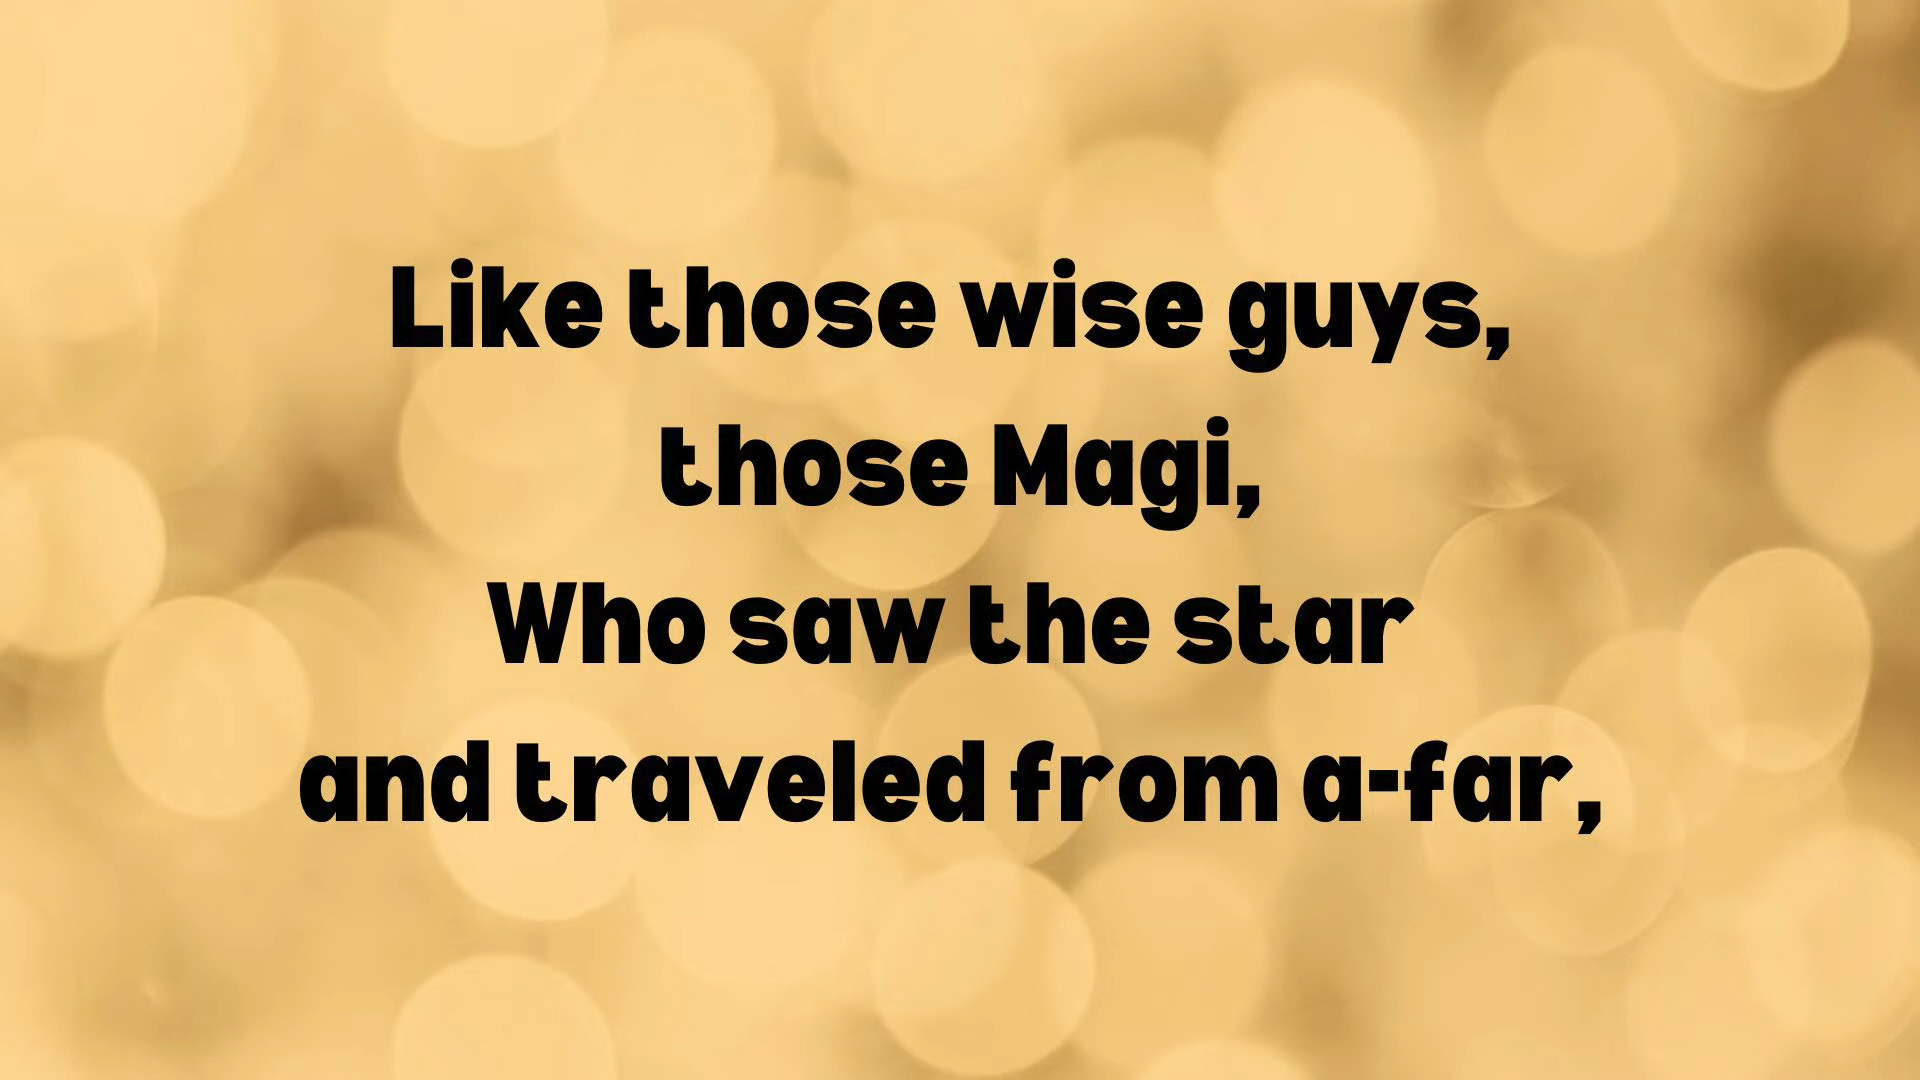 Like those wise guys,
those Magi,
Who saw the star
and traveled from a-far,